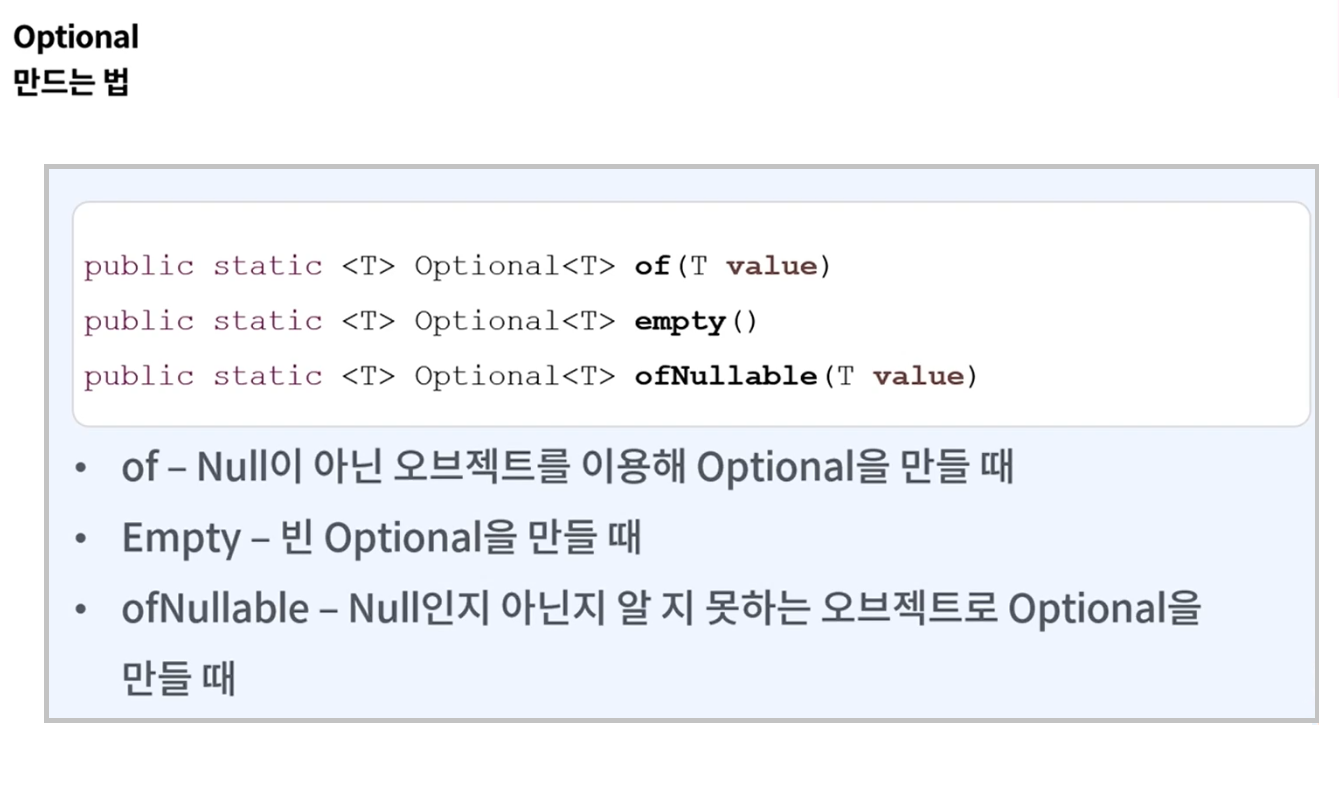 Optional
만드는 법
public static <T> Optional<T> of(T value)
public static <T> Optional<T> empty()
public static <T> Optional<T> ofNullable(T value)
• of – Null이 아닌 오브젝트를 이용해 Optional을 만들 때
• Empty – 빈 Optional을 만들 때
• ofNullable – Null인지 아닌지 알 지 못하는 오브젝트로 Optional을
만들 때